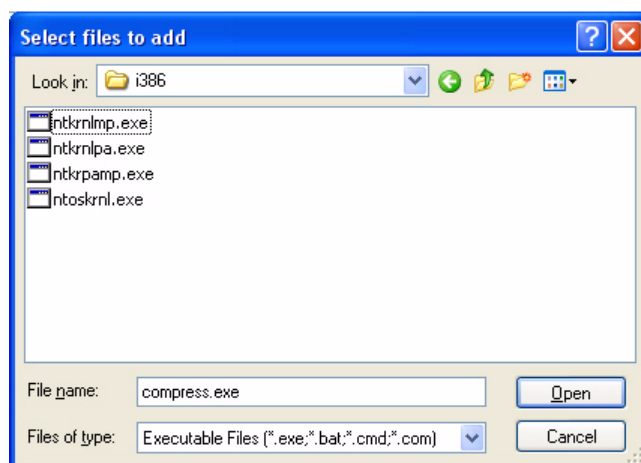 Select files to add
Look in: i386
ntkrnlmp.exe
ntkrnlpa.exe
ntkrpamp.exe
ntoskrnl.exe
File name: compress.exe Open
Files of type: Executable Files (*.exe;*.bat;*.cmd;*.com) Cancel